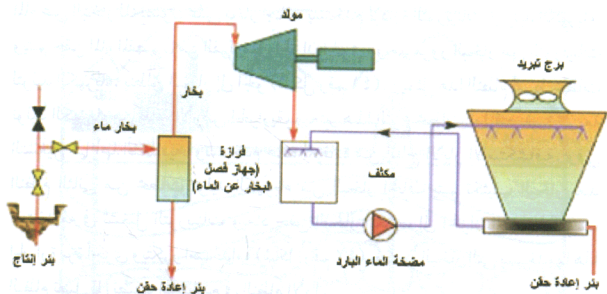 مولد
برج تبريد
بخار
بخار ماء
فرازة
(جهاز فصل
البخار عن الماء)
مكثف
بئر إنتاج
مضخة الماء البارد
بئر إعادة حقن
بئر إعادة حقن